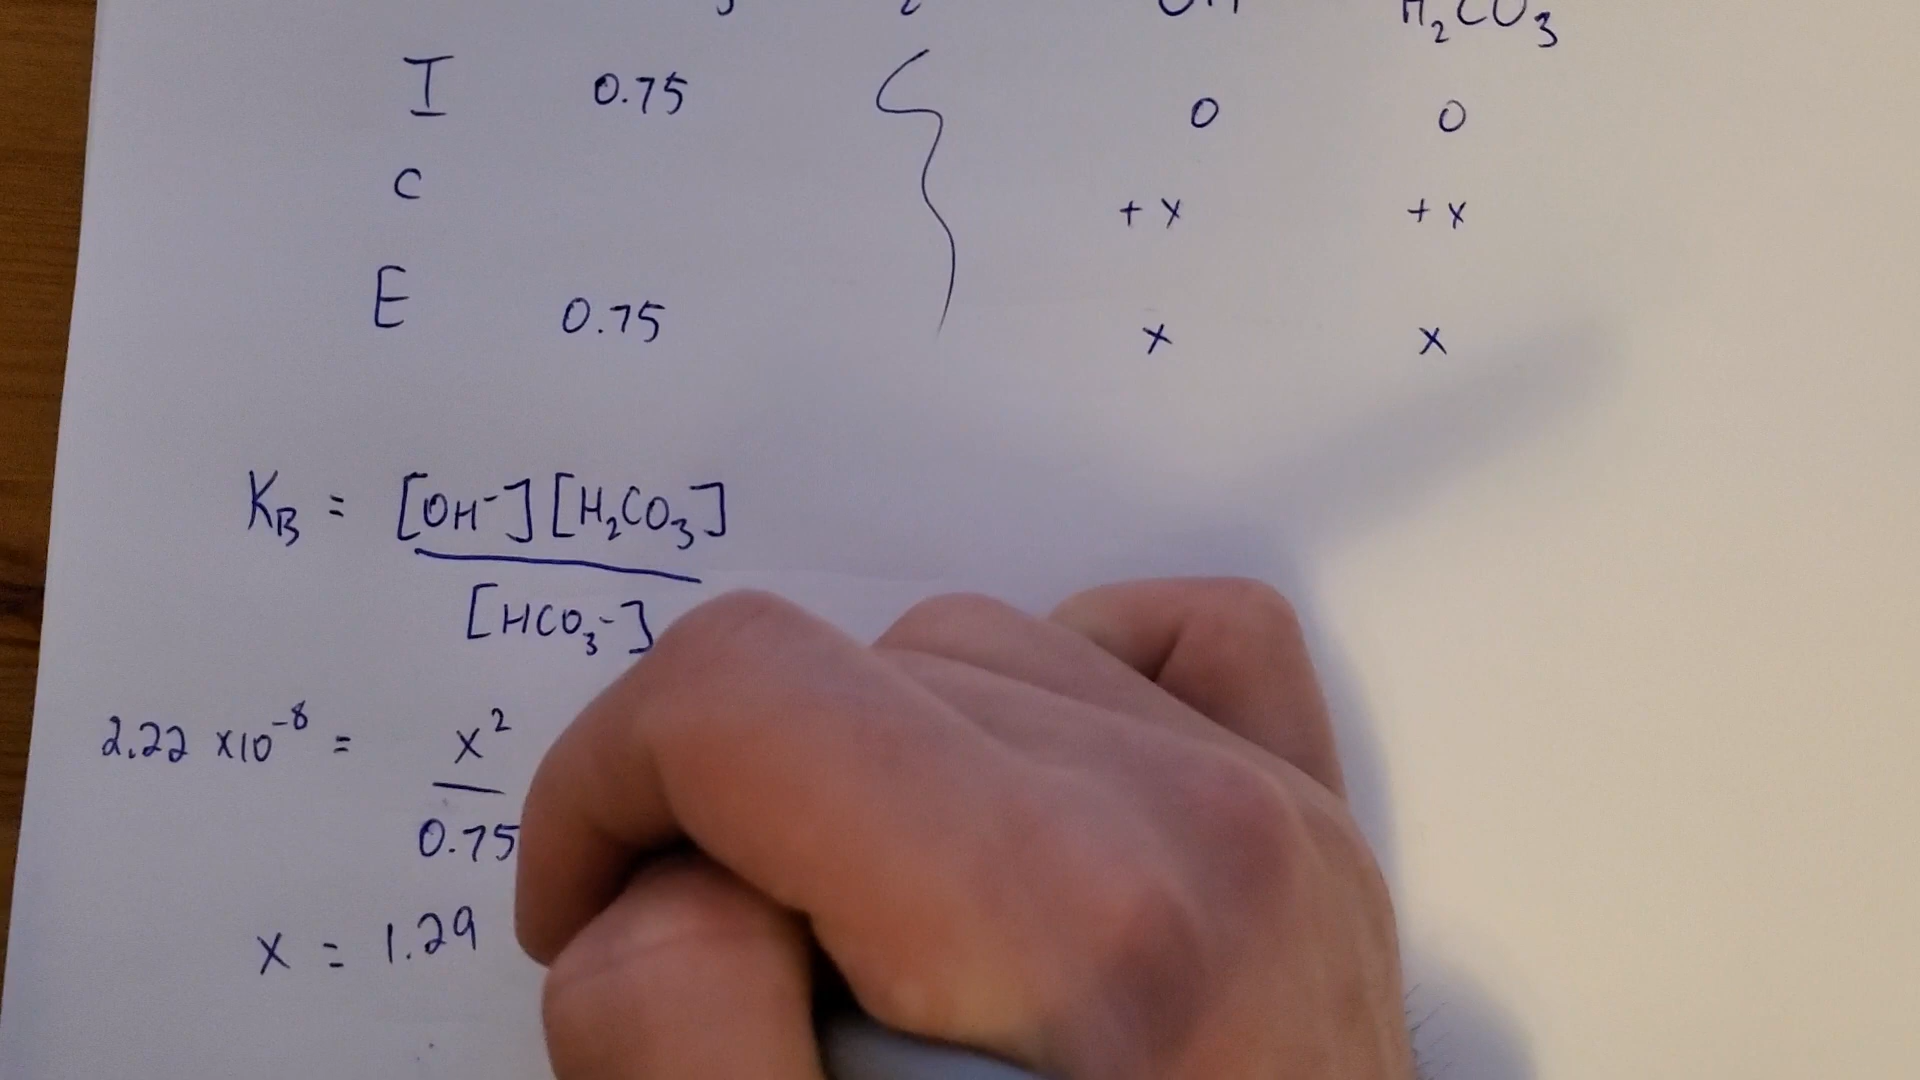 H₂CO₃
I 0.75 0 0
C + x + x
E 0.75 x x
K_B = [OH⁻][H₂CO₃]
[HCO₃⁻]
2.22 x10⁻⁸ = x²
0.75
x = 1.29